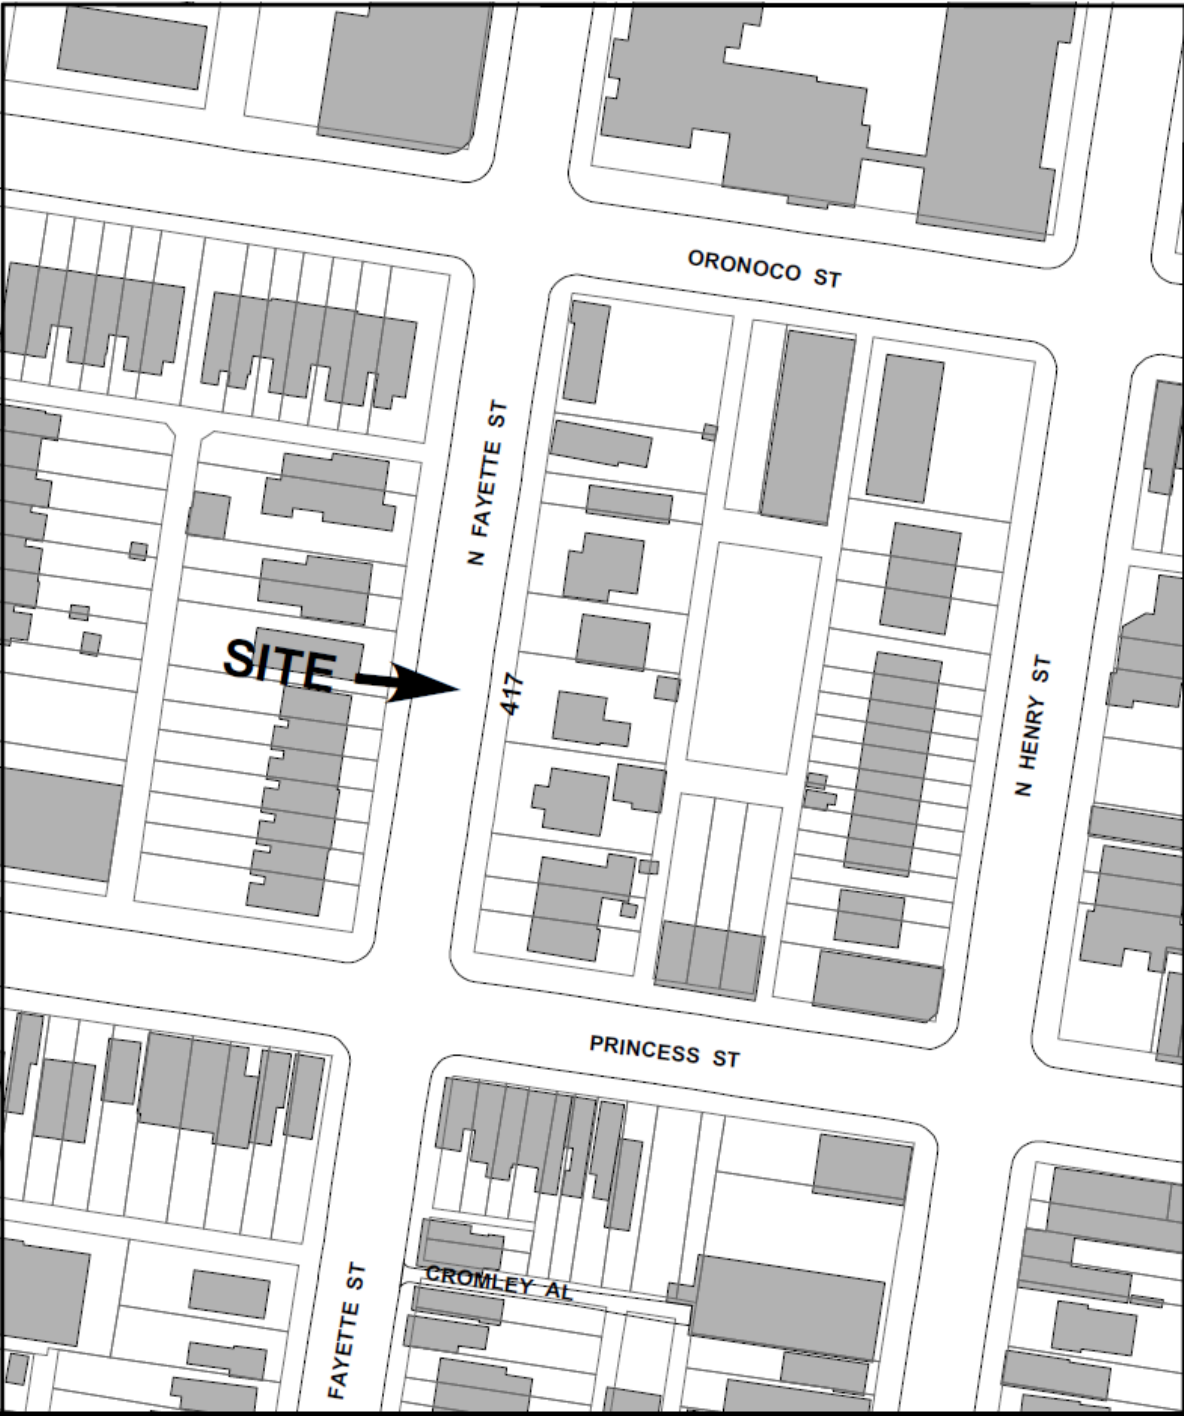 ORONOCO ST
N FAYETTE ST
SITE
417
N HENRY ST
PRINCESS ST
CROMLEY AL
FAYETTE ST